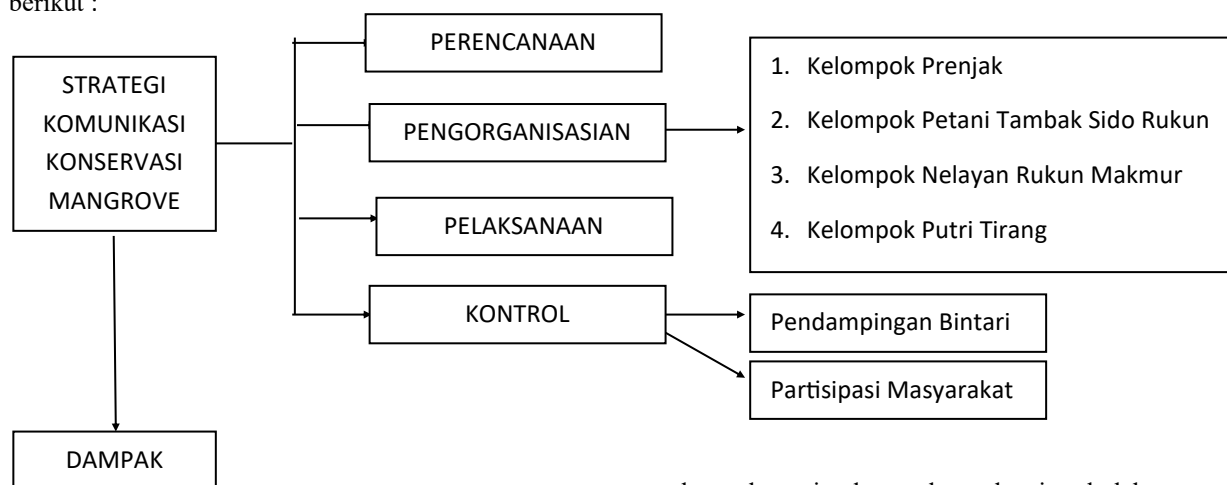 berikut :
STRATEGI
KOMUNIKASI
KONSERVASI
MANGROVE
PERENCANAAN
PENGORGANISASIAN
PELAKSANAAN
KONTROL
1. Kelompok Prenjak
2. Kelompok Petani Tambak Sido Rukun
3. Kelompok Nelayan Rukun Makmur
4. Kelompok Putri Tirang
Pendampingan Bintari
Partisipasi Masyarakat
DAMPAK